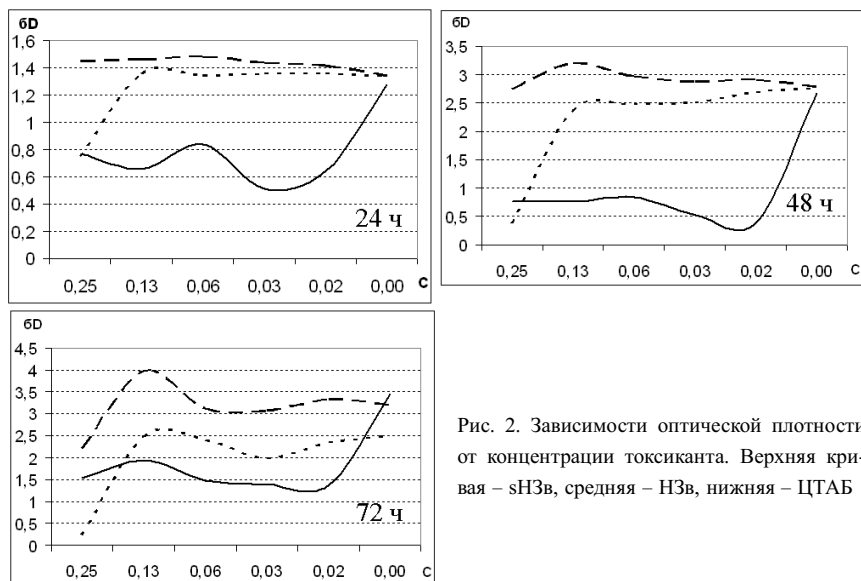 бD
1,6
1,4
1,2
1
0,8
0,6
0,4
0,2
0
24 ч
0,25 0,13 0,06 0,03 0,02 0,00 С
бD
3,5
3
2,5
2
1,5
1
0,5
0
48 ч
0,25 0,13 0,06 0,03 0,02 0,00 С
бD
4,5
4
3,5
3
2,5
2
1,5
1
0,5
0
72 ч
0,25 0,13 0,06 0,03 0,02 0,00 С
Рис. 2. Зависимости оптической плотности
от концентрации токсиканта. Верхняя кри-
вая – sНЗв, средняя – НЗв, нижняя – ЦТАБ